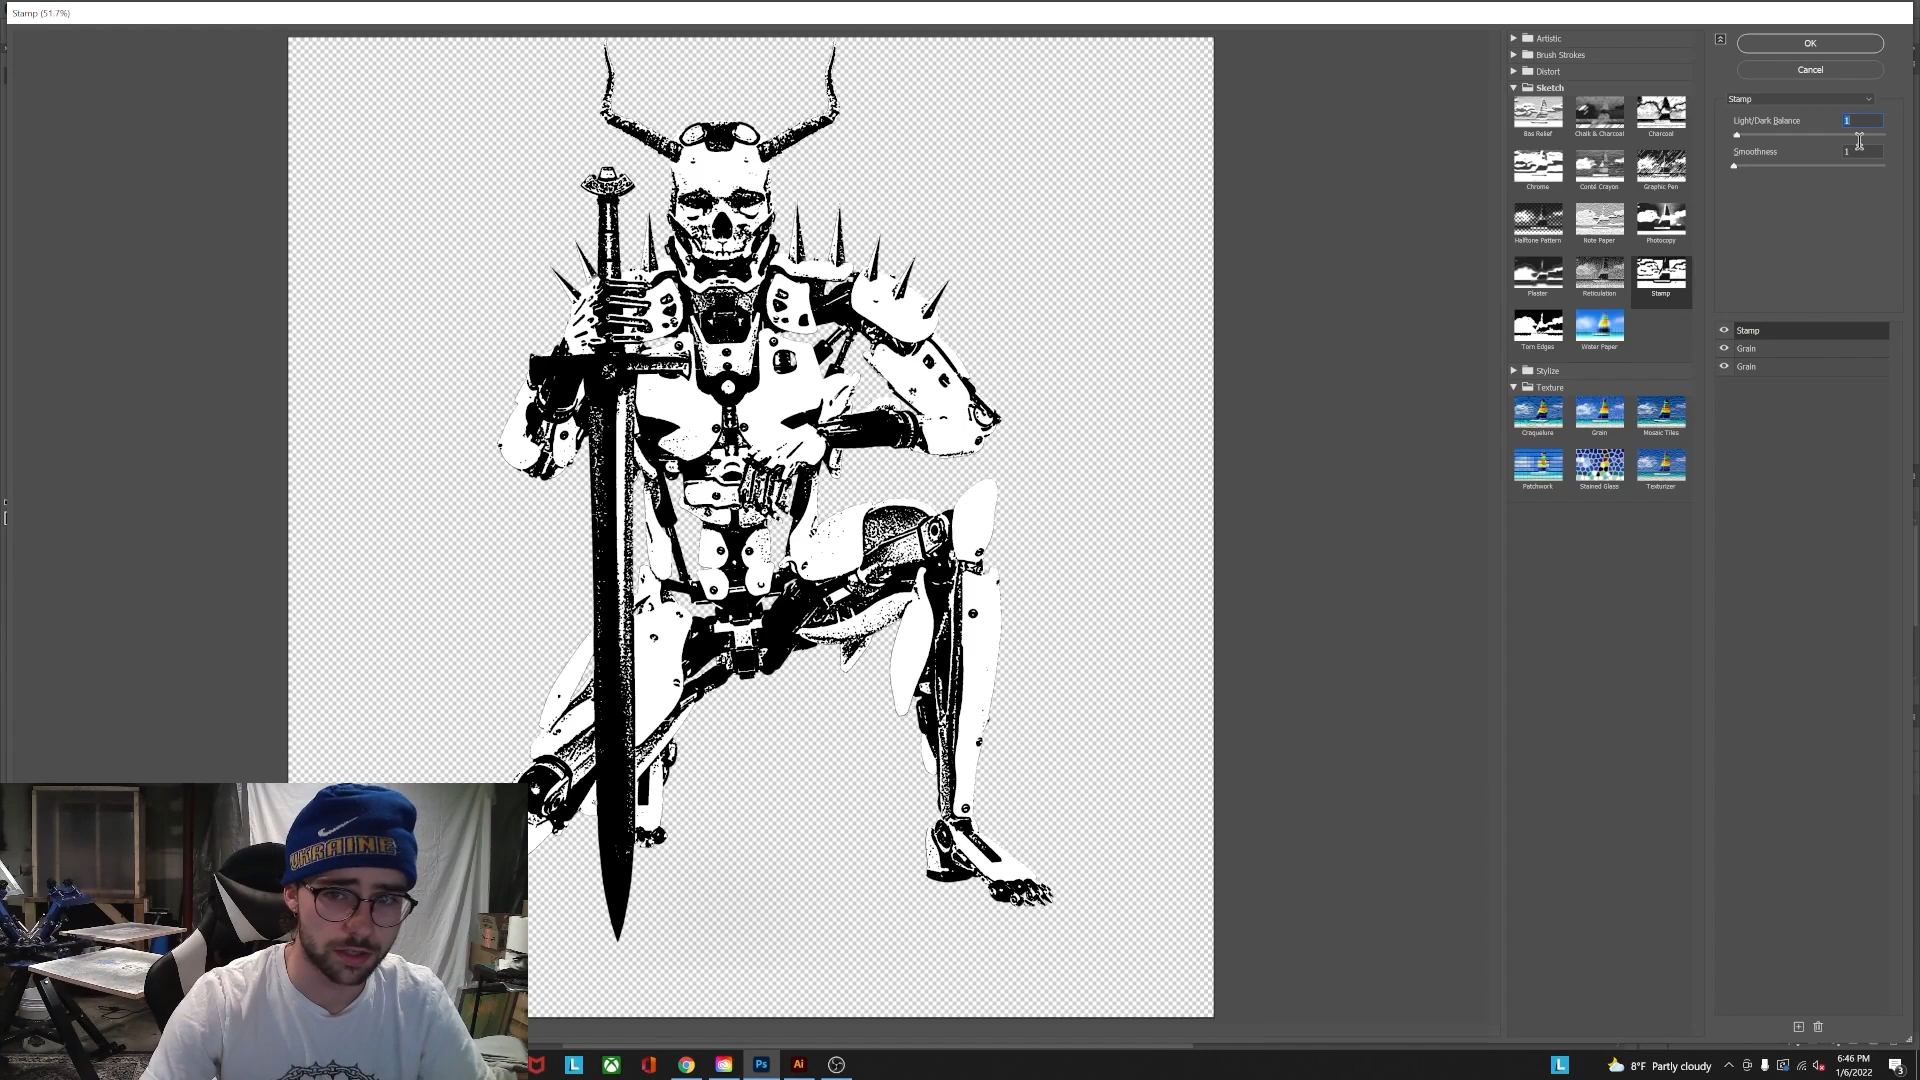 Stamp (51.7%)
Artistic
Brush Strokes
Distort
Sketch
Bas Relief
Chalk & Charcoal
Charcoal
Chrome
Conté Crayon
Graphic Pen
Halftone Pattern
Note Paper
Photocopy
Plaster
Reticulation
Stamp
Torn Edges
Water Paper
Stylize
Texture
Craquelure
Grain
Mosaic Tiles
Patchwork
Stained Glass
Texturizer
OK
Cancel
Stamp
Light/Dark Balance
1
Smoothness
1
Stamp
Grain
Grain
UKRAINE
L
Ps
Ai
L
8°F Partly cloudy
6:46 PM
1/6/2022
3